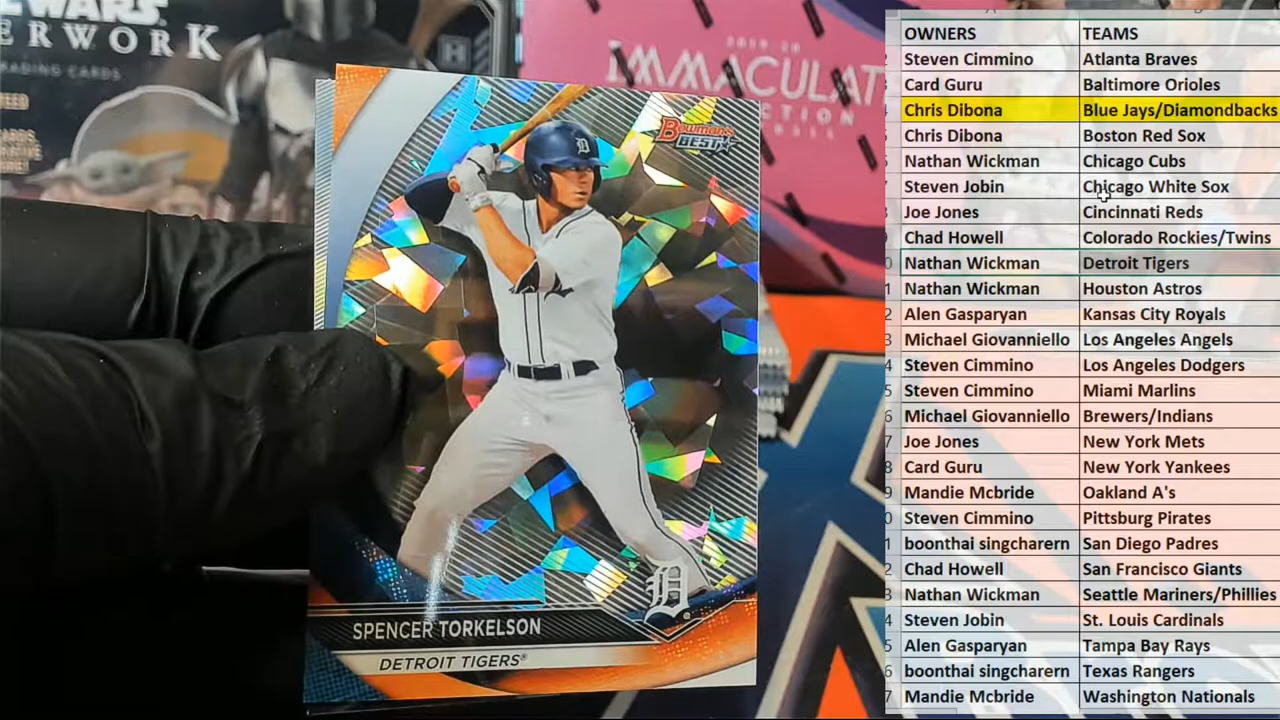 STAR WARS
ERWORK
TRADING CARDS
2019-20
IMMACULAT
Bowman's
BEST
SPENCER TORKELSON
DETROIT TIGERS®
OWNERS TEAMS
Steven Cimmino Atlanta Braves
Card Guru Baltimore Orioles
Chris Dibona Blue Jays/Diamondbacks
Chris Dibona Boston Red Sox
Nathan Wickman Chicago Cubs
Steven Jobin Chicago White Sox
Joe Jones Cincinnati Reds
Chad Howell Colorado Rockies/Twins
Nathan Wickman Detroit Tigers
Nathan Wickman Houston Astros
Alen Gasparyan Kansas City Royals
Michael Giovanniello Los Angeles Angels
Steven Cimmino Los Angeles Dodgers
Steven Cimmino Miami Marlins
Michael Giovanniello Brewers/Indians
Joe Jones New York Mets
Card Guru New York Yankees
Mandie Mcbride Oakland A's
Steven Cimmino Pittsburg Pirates
boonthai singcharern San Diego Padres
Chad Howell San Francisco Giants
Nathan Wickman Seattle Mariners/Phillies
Steven Jobin St. Louis Cardinals
Alen Gasparyan Tampa Bay Rays
boonthai singcharern Texas Rangers
Mandie Mcbride Washington Nationals